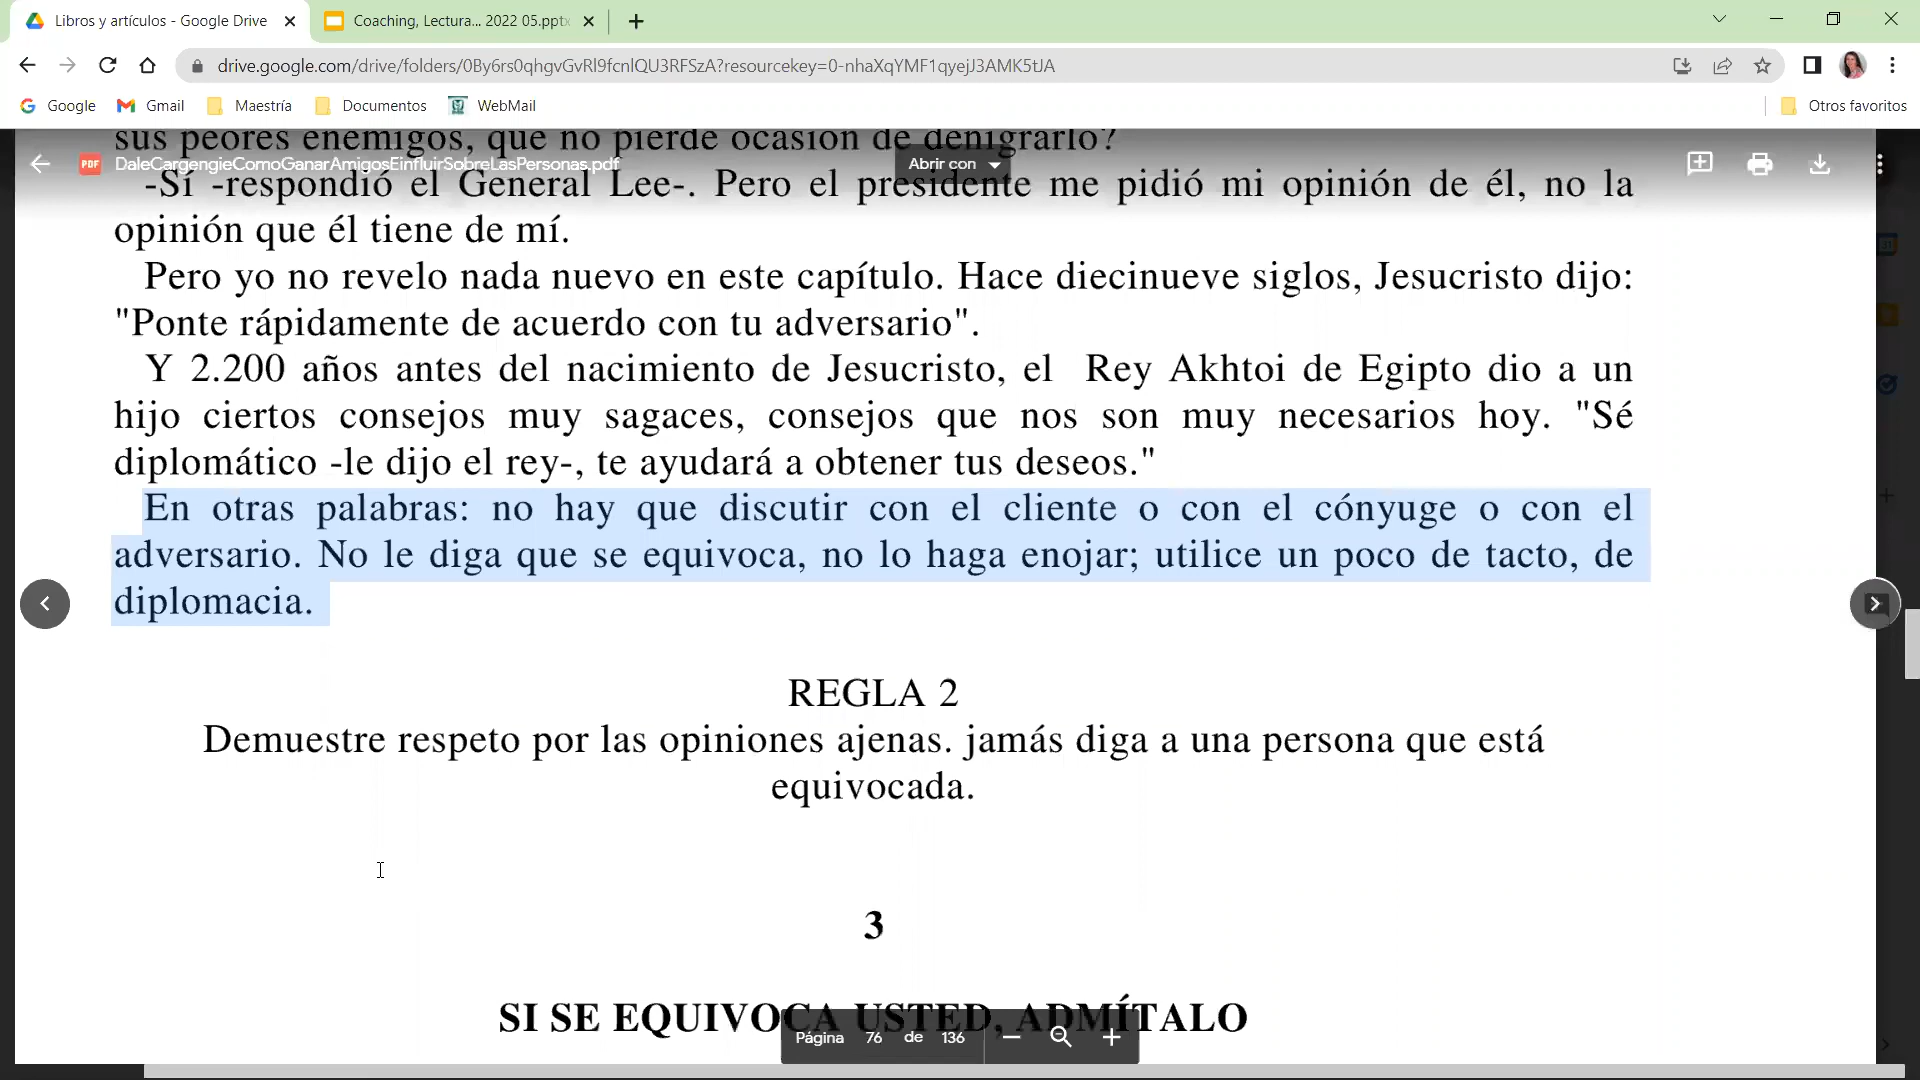 Libros y artículos - Google Drive
Coaching, Lectura... 2022 05.pptx
drive.google.com/drive/folders/0By6rs0qhgvGvRl9fcnlQU3RFSzA?resourcekey=0-nhaXqYMF1qyejJ3AMK5tJA
Google Gmail Maestría Documentos WebMail Otros favoritos
sus peores enemigos, que no pierde ocasión de denigrarlo?
PDF DaleCargengieComoGanarAmigosEinfluirSobreLasPersonas.pdf Abrir con
-Sí -respondió el General Lee-. Pero el presidente me pidió mi opinión de él, no la
opinión que él tiene de mí.
Pero yo no revelo nada nuevo en este capítulo. Hace diecinueve siglos, Jesucristo dijo:
"Ponte rápidamente de acuerdo con tu adversario".
Y 2.200 años antes del nacimiento de Jesucristo, el Rey Akhtoi de Egipto dio a un
hijo ciertos consejos muy sagaces, consejos que nos son muy necesarios hoy. "Sé
diplomático -le dijo el rey-, te ayudará a obtener tus deseos."
En otras palabras: no hay que discutir con el cliente o con el cónyuge o con el
adversario. No le diga que se equivoca, no lo haga enojar; utilice un poco de tacto, de
diplomacia.
REGLA 2
Demuestre respeto por las opiniones ajenas. jamás diga a una persona que está
equivocada.
3
SI SE EQUIVOCA USTED, ADMÍTALO
Página 76 de 136